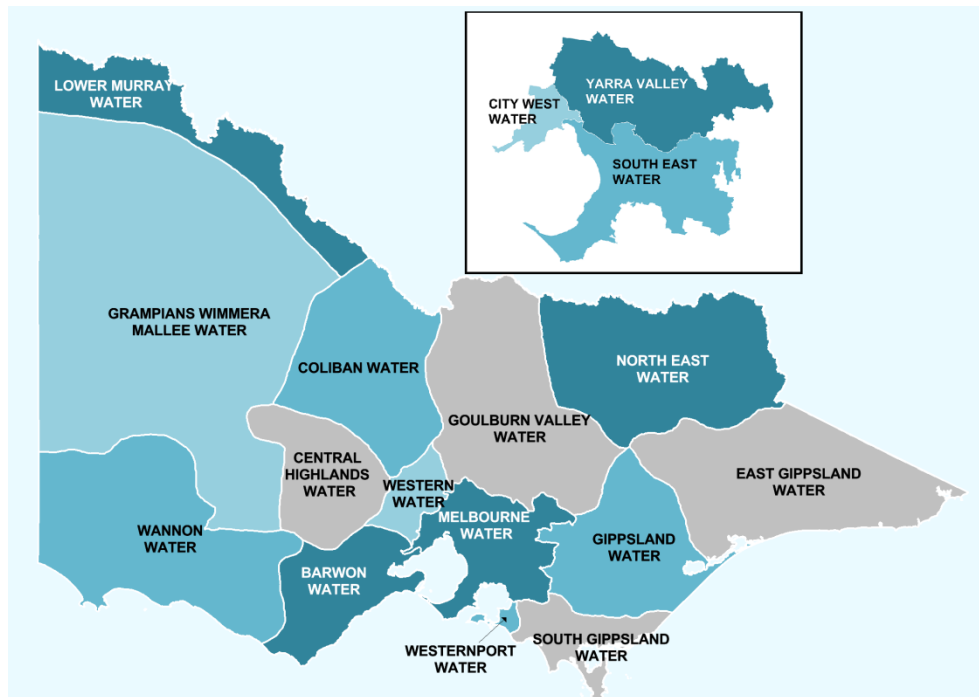 LOWER MURRAY
WATER
YARRA VALLEY
WATER
CITY WEST
WATER
SOUTH EAST
WATER
GRAMPIANS WIMMERA
MALLEE WATER
COLIBAN WATER
NORTH EAST
WATER
GOULBURN VALLEY
WATER
CENTRAL
HIGHLANDS
WATER
WESTERN
WATER
EAST GIPPSLAND
WATER
MELBOURNE
WATER
WANNON
WATER
GIPPSLAND
WATER
BARWON
WATER
WESTERNPORT
WATER
SOUTH GIPPSLAND
WATER